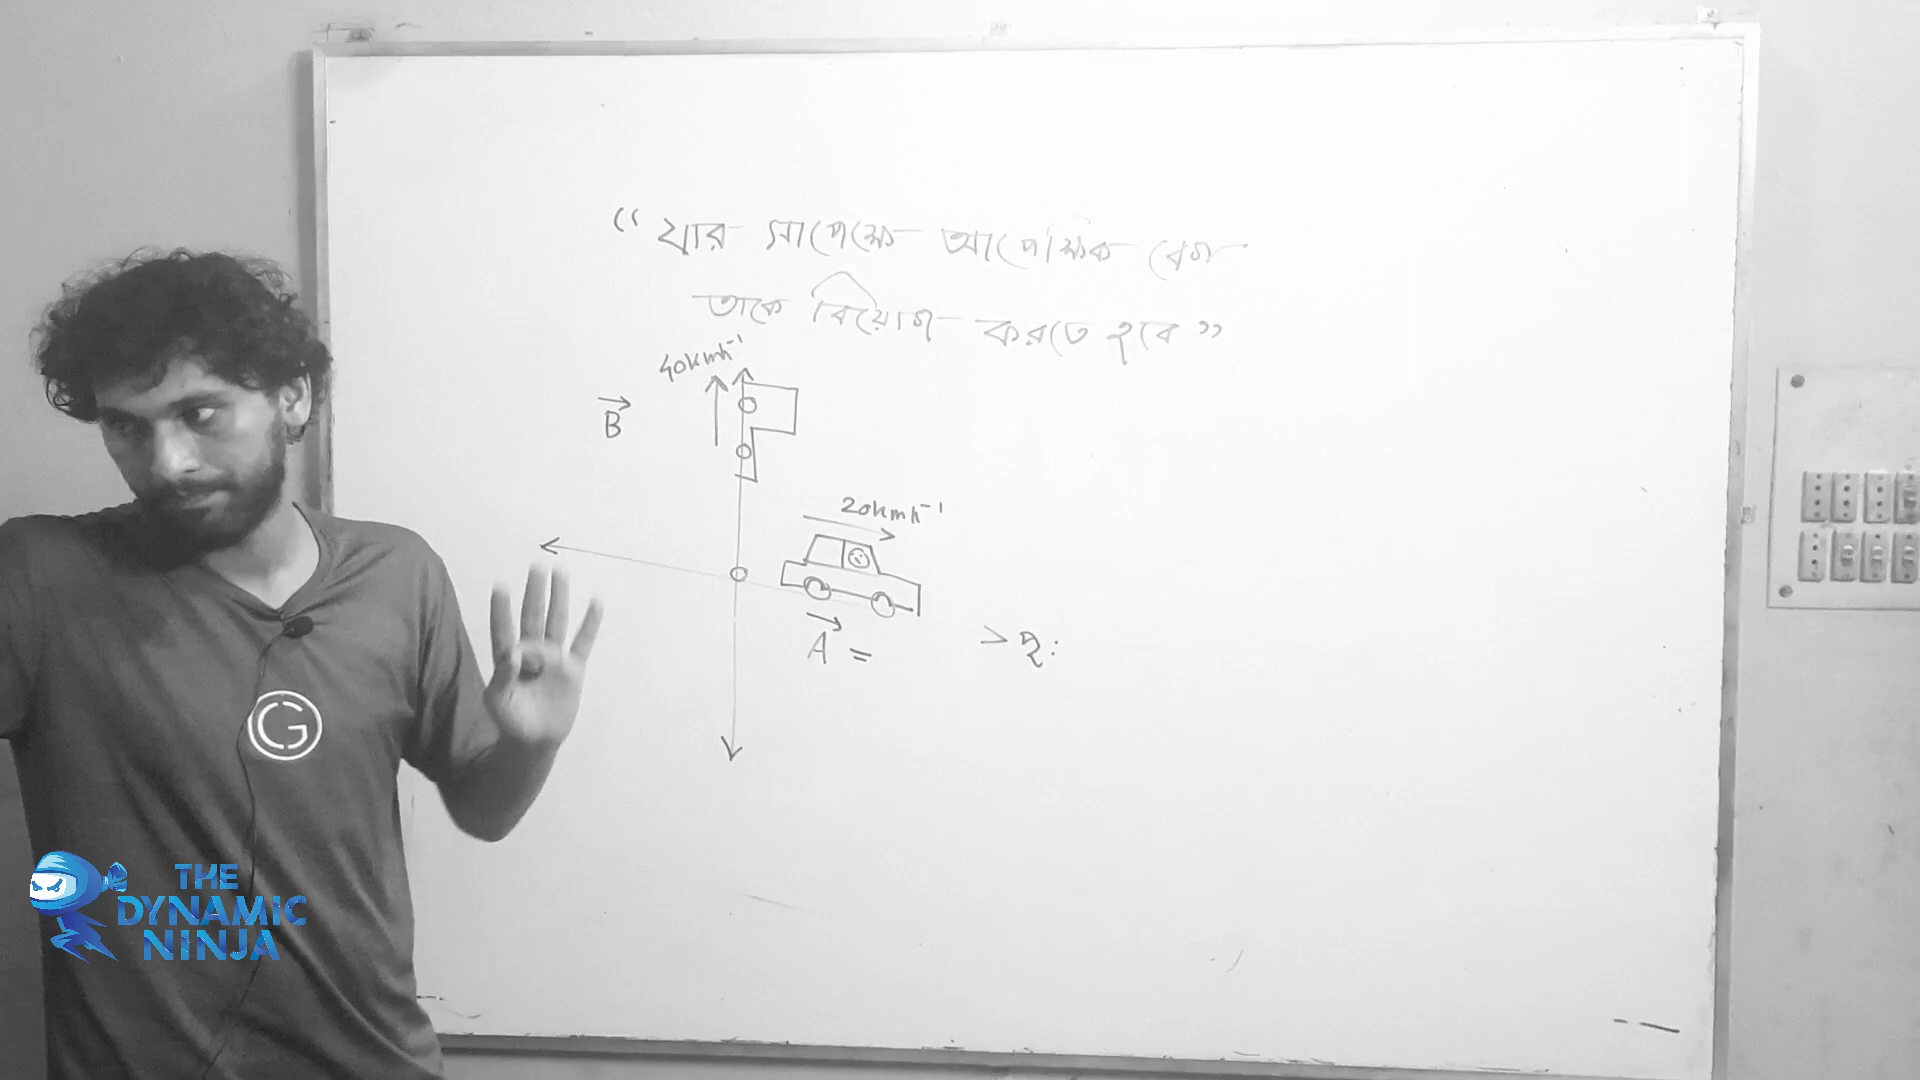 “ যার সাপেক্ষে আপেক্ষিক বেগ
তাকে বিয়োগ করতে হবে ”
40kmh⁻¹
B
20kmh⁻¹
A =
> পূ:
G
THE
DYNAMIC
NINJA